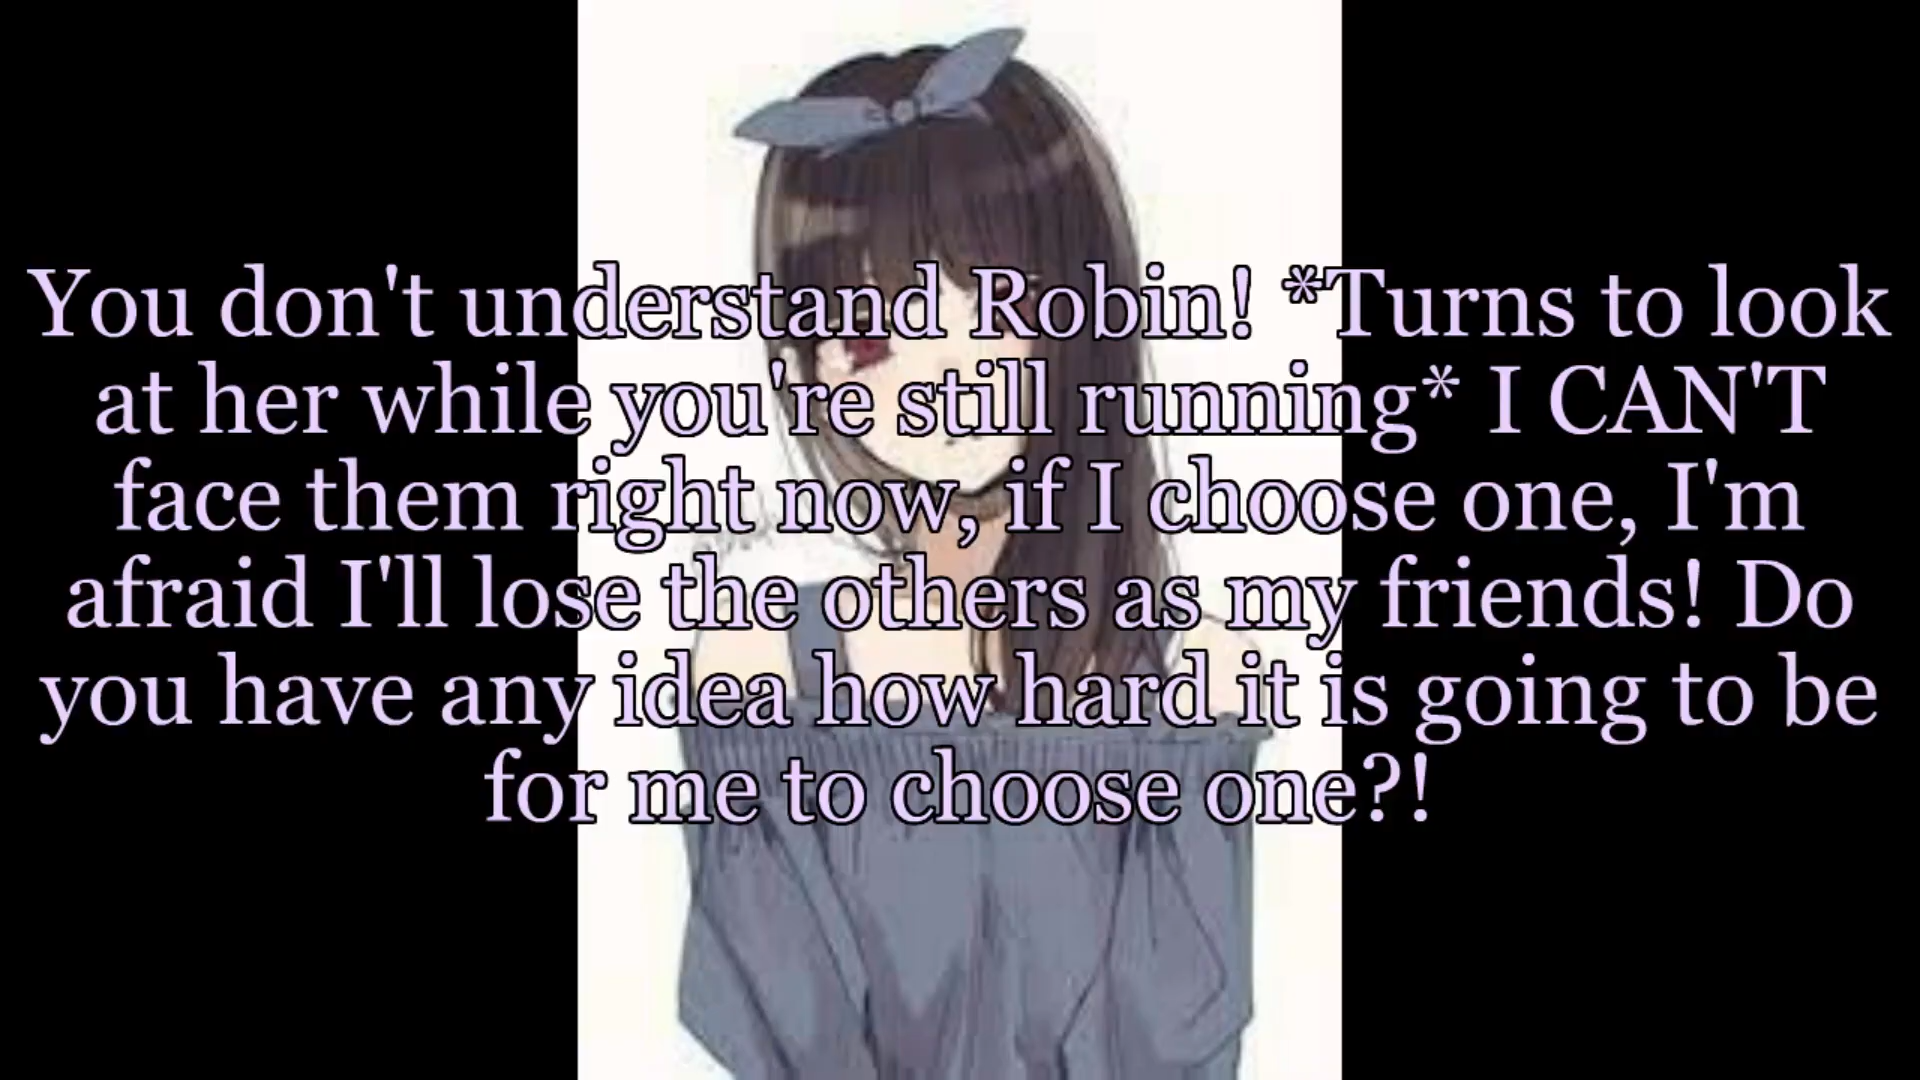 You don't understand Robin! *Turns to look
at her while you're still running* I CAN'T
face them right now, if I choose one, I'm
afraid I'll lose the others as my friends! Do
you have any idea how hard it is going to be
for me to choose one?!